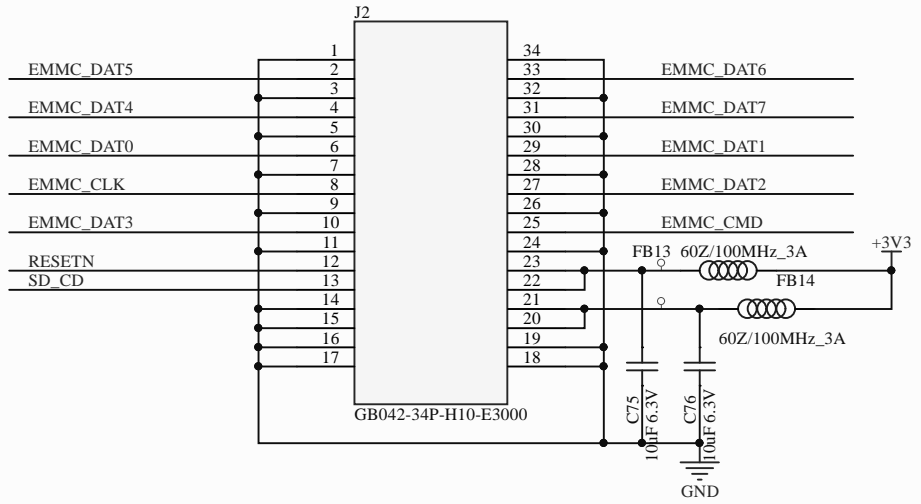 J2
1 34
EMMC_DAT5 2 33 EMMC_DAT6
3 32
EMMC_DAT4 4 31 EMMC_DAT7
5 30
EMMC_DAT0 6 29 EMMC_DAT1
7 28
EMMC_CLK 8 27 EMMC_DAT2
9 26
EMMC_DAT3 10 25 EMMC_CMD
11 24
RESETN 12 23 FB13 60Z/100MHz_3A +3V3
SD_CD 13 22 FB14
14 21
15 20
16 19 60Z/100MHz_3A
17 18
C75
10uF 6.3V
C76
10uF 6.3V
GB042-34P-H10-E3000
GND